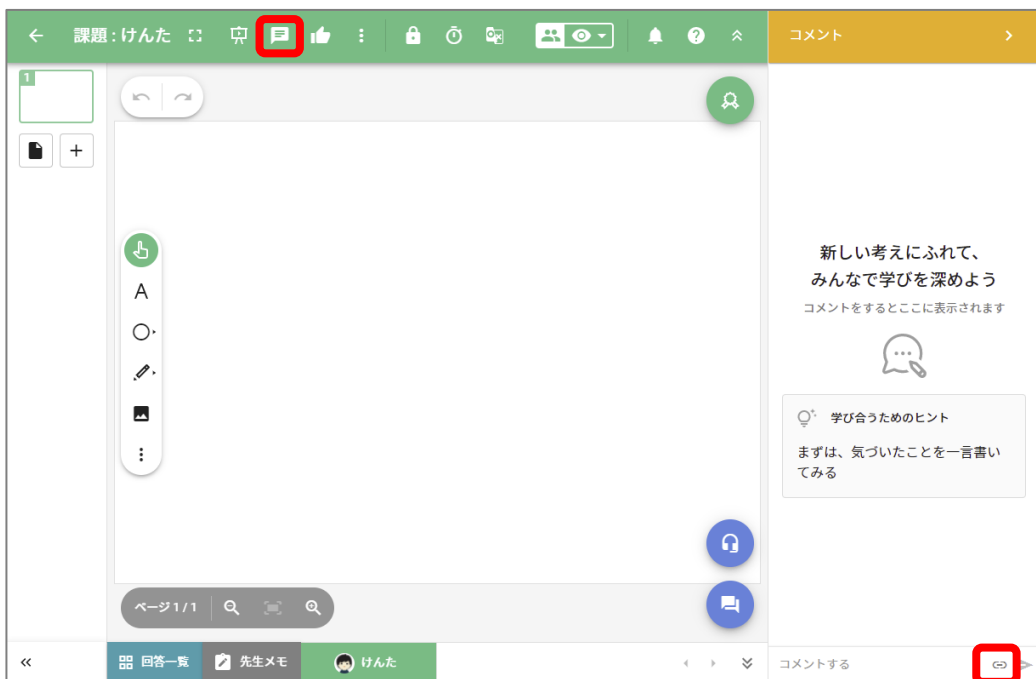 課題:けんた
コメント
1
A
新しい考えにふれて、
みんなで学びを深めよう
コメントをするとここに表示されます
学び合うためのヒント
まずは、気づいたことを一言書い
てみる
ページ 1 / 1
回答一覧
先生メモ
けんた
コメントする